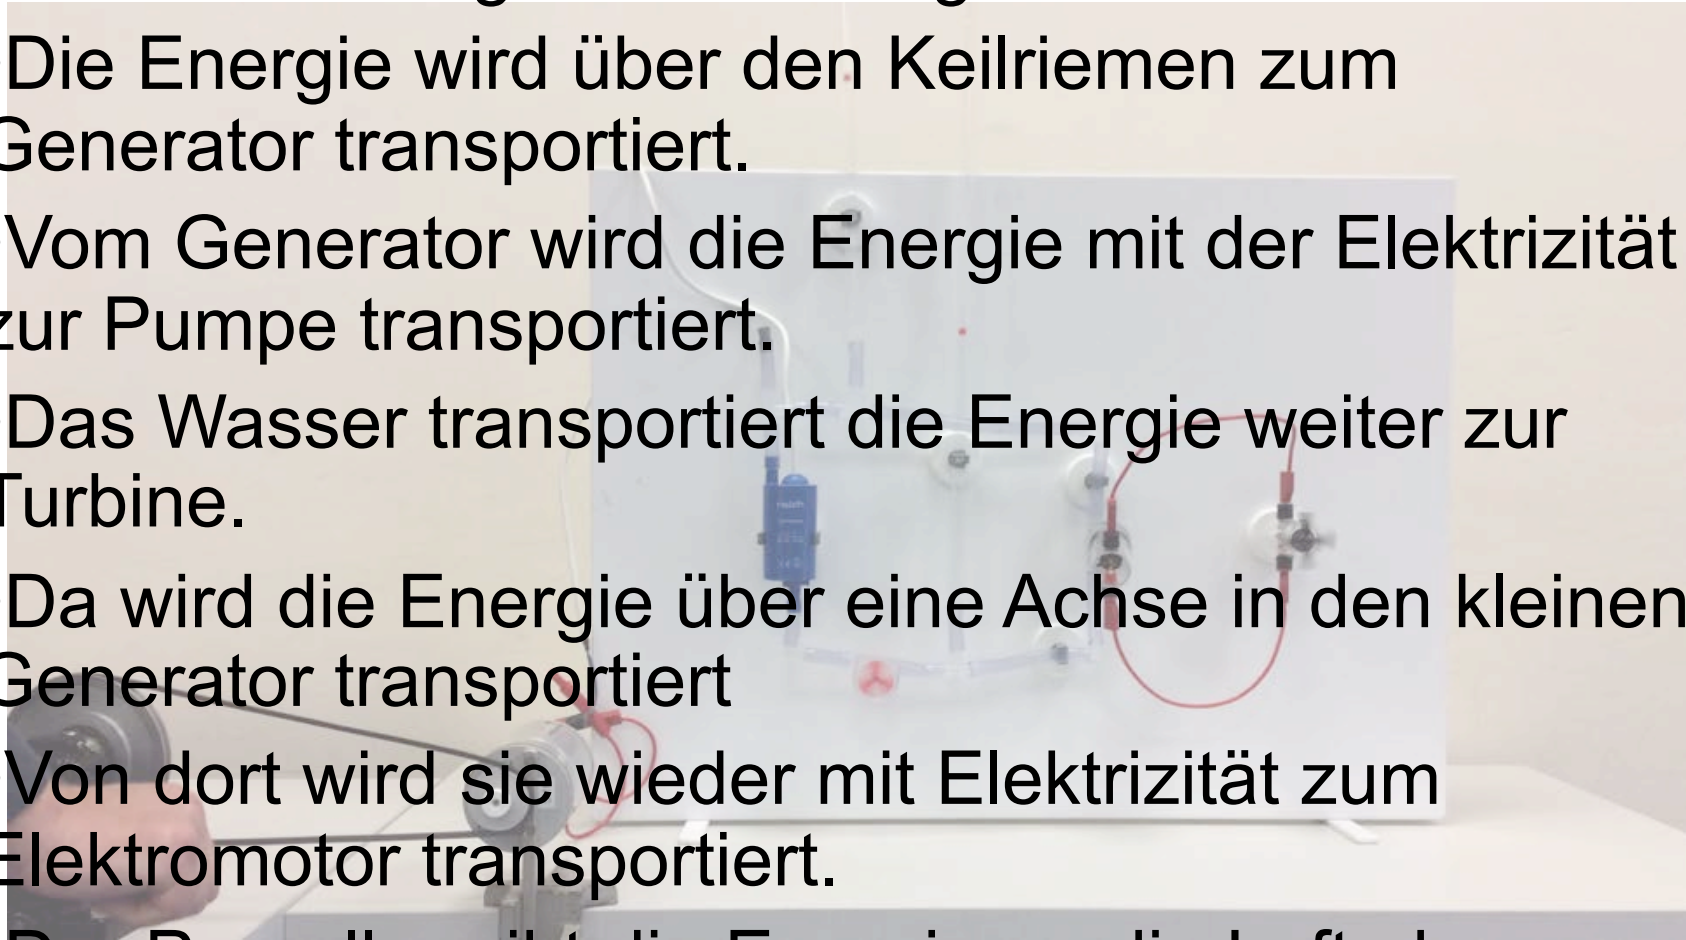 Die Energie wird über den Keilriemen zum
Generator transportiert.
Vom Generator wird die Energie mit der Elektrizität
zur Pumpe transportiert.
Das Wasser transportiert die Energie weiter zur
Turbine.
Da wird die Energie über eine Achse in den kleinen
Generator transportiert
Von dort wird sie wieder mit Elektrizität zum
Elektromotor transportiert.